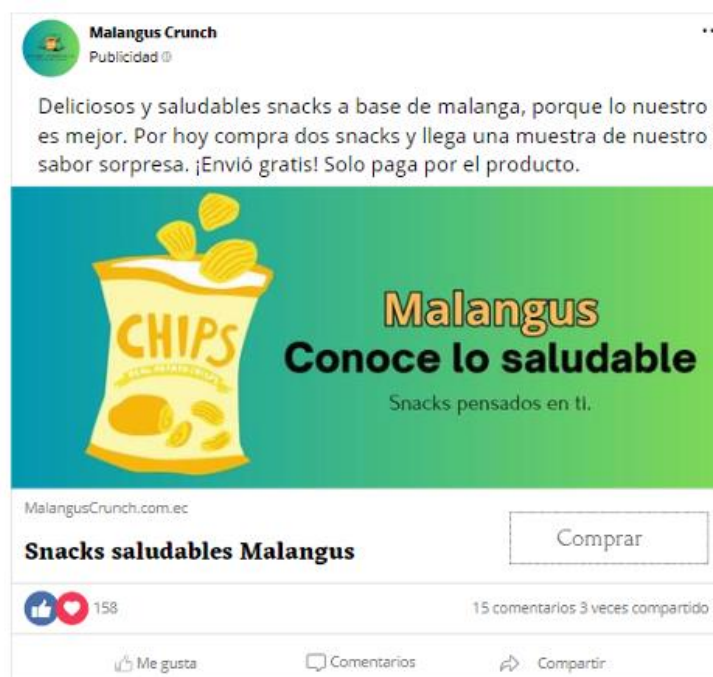 Malangus Crunch
Publicidad
Deliciosos y saludables snacks a base de malanga, porque lo nuestro
es mejor. Por hoy compra dos snacks y llega una muestra de nuestro
sabor sorpresa. ¡Envió gratis! Solo paga por el producto.
CHIPS
REAL POTATO CHIPS
Malangus
Conoce lo saludable
Snacks pensados en ti.
MalangusCrunch.com.ec
Snacks saludables Malangus
Comprar
158
15 comentarios 3 veces compartido
Me gusta
Comentarios
Compartir